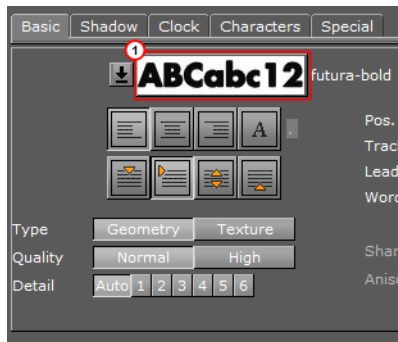 Basic Shadow Clock Characters Special
1
ABCabc12 futura-bold
A .
Pos.
Trac
Lead
Word
Type Geometry Texture
Quality Normal High Shar
Detail Auto 1 2 3 4 5 6 Aniso